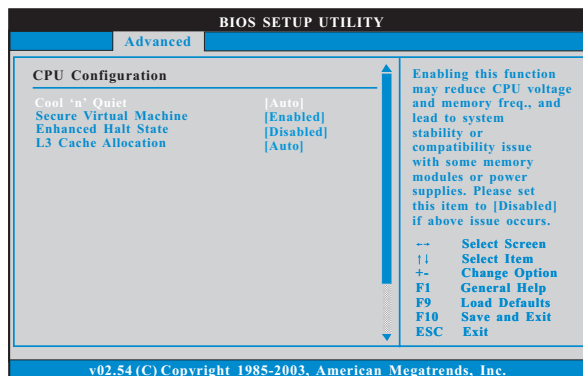 BIOS SETUP UTILITY
Advanced
CPU Configuration
Cool ‘n’ Quiet [Auto]
Secure Virtual Machine [Enabled]
Enhanced Halt State [Disabled]
L3 Cache Allocation [Auto]
Enabling this function
may reduce CPU voltage
and memory freq., and
lead to system
stability or
compatibility issue
with some memory
modules or power
supplies. Please set
this item to [Disabled]
if above issue occurs.
←→ Select Screen
↑↓ Select Item
+- Change Option
F1 General Help
F9 Load Defaults
F10 Save and Exit
ESC Exit
v02.54 (C) Copyright 1985-2003, American Megatrends, Inc.